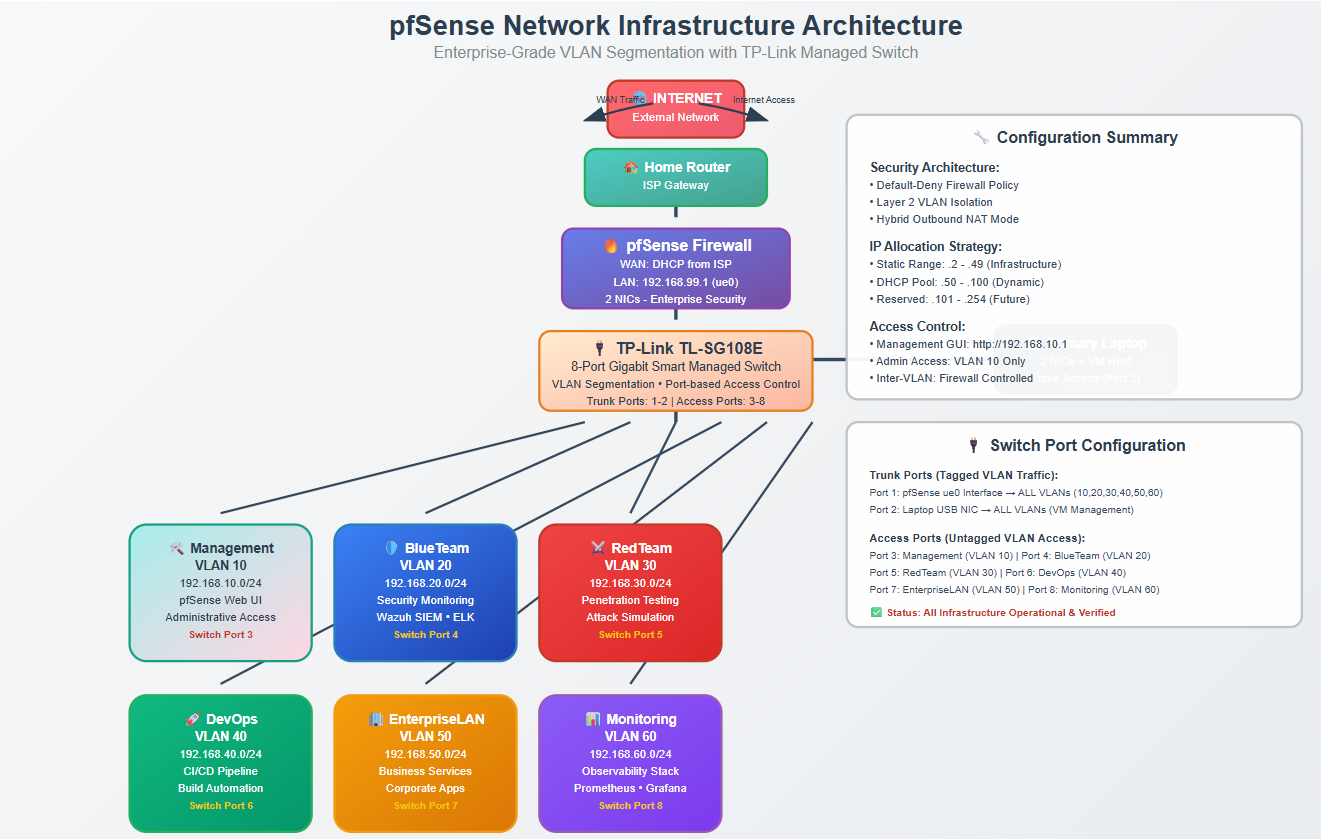 pfSense Network Infrastructure Architecture
Enterprise-Grade VLAN Segmentation with TP-Link Managed Switch
WAN Traffic
INTERNET
Internet Access
External Network
Home Router
ISP Gateway
pfSense Firewall
WAN: DHCP from ISP
LAN: 192.168.99.1 (ue0)
2 NICs - Enterprise Security
TP-Link TL-SG108E
8-Port Gigabit Smart Managed Switch
VLAN Segmentation • Port-based Access Control
Trunk Ports: 1-2 | Access Ports: 3-8
Configuration Summary
Security Architecture:
• Default-Deny Firewall Policy
• Layer 2 VLAN Isolation
• Hybrid Outbound NAT Mode
IP Allocation Strategy:
• Static Range: .2 - .49 (Infrastructure)
• DHCP Pool: .50 - .100 (Dynamic)
• Reserved: .101 - .254 (Future)
Access Control:
• Management GUI: http://192.168.10.1
• Admin Access: VLAN 10 Only
• Inter-VLAN: Firewall Controlled
Laptop
2 NICs + VM Host
Access (Port 2)
Switch Port Configuration
Trunk Ports (Tagged VLAN Traffic):
Port 1: pfSense ue0 Interface → ALL VLANs (10,20,30,40,50,60)
Port 2: Laptop USB NIC → ALL VLANs (VM Management)
Access Ports (Untagged VLAN Access):
Port 3: Management (VLAN 10) | Port 4: BlueTeam (VLAN 20)
Port 5: RedTeam (VLAN 30) | Port 6: DevOps (VLAN 40)
Port 7: EnterpriseLAN (VLAN 50) | Port 8: Monitoring (VLAN 60)
✅ Status: All Infrastructure Operational & Verified
Management
VLAN 10
192.168.10.0/24
pfSense Web UI
Administrative Access
Switch Port 3
BlueTeam
VLAN 20
192.168.20.0/24
Security Monitoring
Wazuh SIEM • ELK
Switch Port 4
RedTeam
VLAN 30
192.168.30.0/24
Penetration Testing
Attack Simulation
Switch Port 5
DevOps
VLAN 40
192.168.40.0/24
CI/CD Pipeline
Build Automation
Switch Port 6
EnterpriseLAN
VLAN 50
192.168.50.0/24
Business Services
Corporate Apps
Switch Port 7
Monitoring
VLAN 60
192.168.60.0/24
Observability Stack
Prometheus • Grafana
Switch Port 8